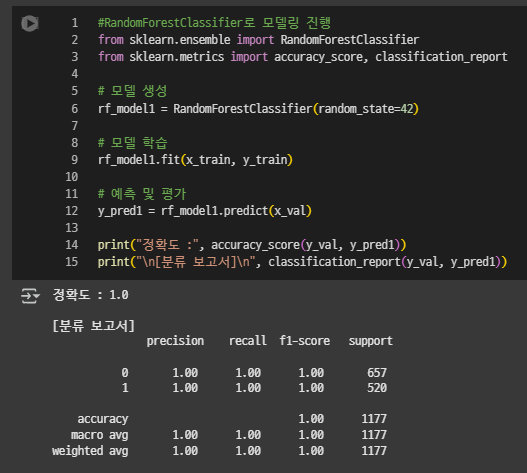 1 #RandomForestClassifier로 모델링 진행
2 from sklearn.ensemble import RandomForestClassifier
3 from sklearn.metrics import accuracy_score, classification_report
4
5 # 모델 생성
6 rf_model1 = RandomForestClassifier(random_state=42)
7
8 # 모델 학습
9 rf_model1.fit(x_train, y_train)
10
11 # 예측 및 평가
12 y_pred1 = rf_model1.predict(x_val)
13
14 print("정확도 :", accuracy_score(y_val, y_pred1))
15 print("\n[분류 보고서]\n", classification_report(y_val, y_pred1))
정확도 : 1.0
[분류 보고서]
precision recall f1-score support
0 1.00 1.00 1.00 657
1 1.00 1.00 1.00 520
accuracy 1.00 1177
macro avg 1.00 1.00 1.00 1177
weighted avg 1.00 1.00 1.00 1177